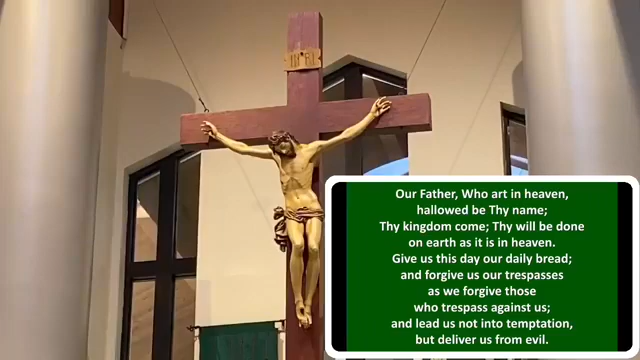 INRI
Our Father, Who art in heaven,
hallowed be Thy name;
Thy kingdom come; Thy will be done
on earth as it is in heaven.
Give us this day our daily bread;
and forgive us our trespasses
as we forgive those
who trespass against us;
and lead us not into temptation,
but deliver us from evil.